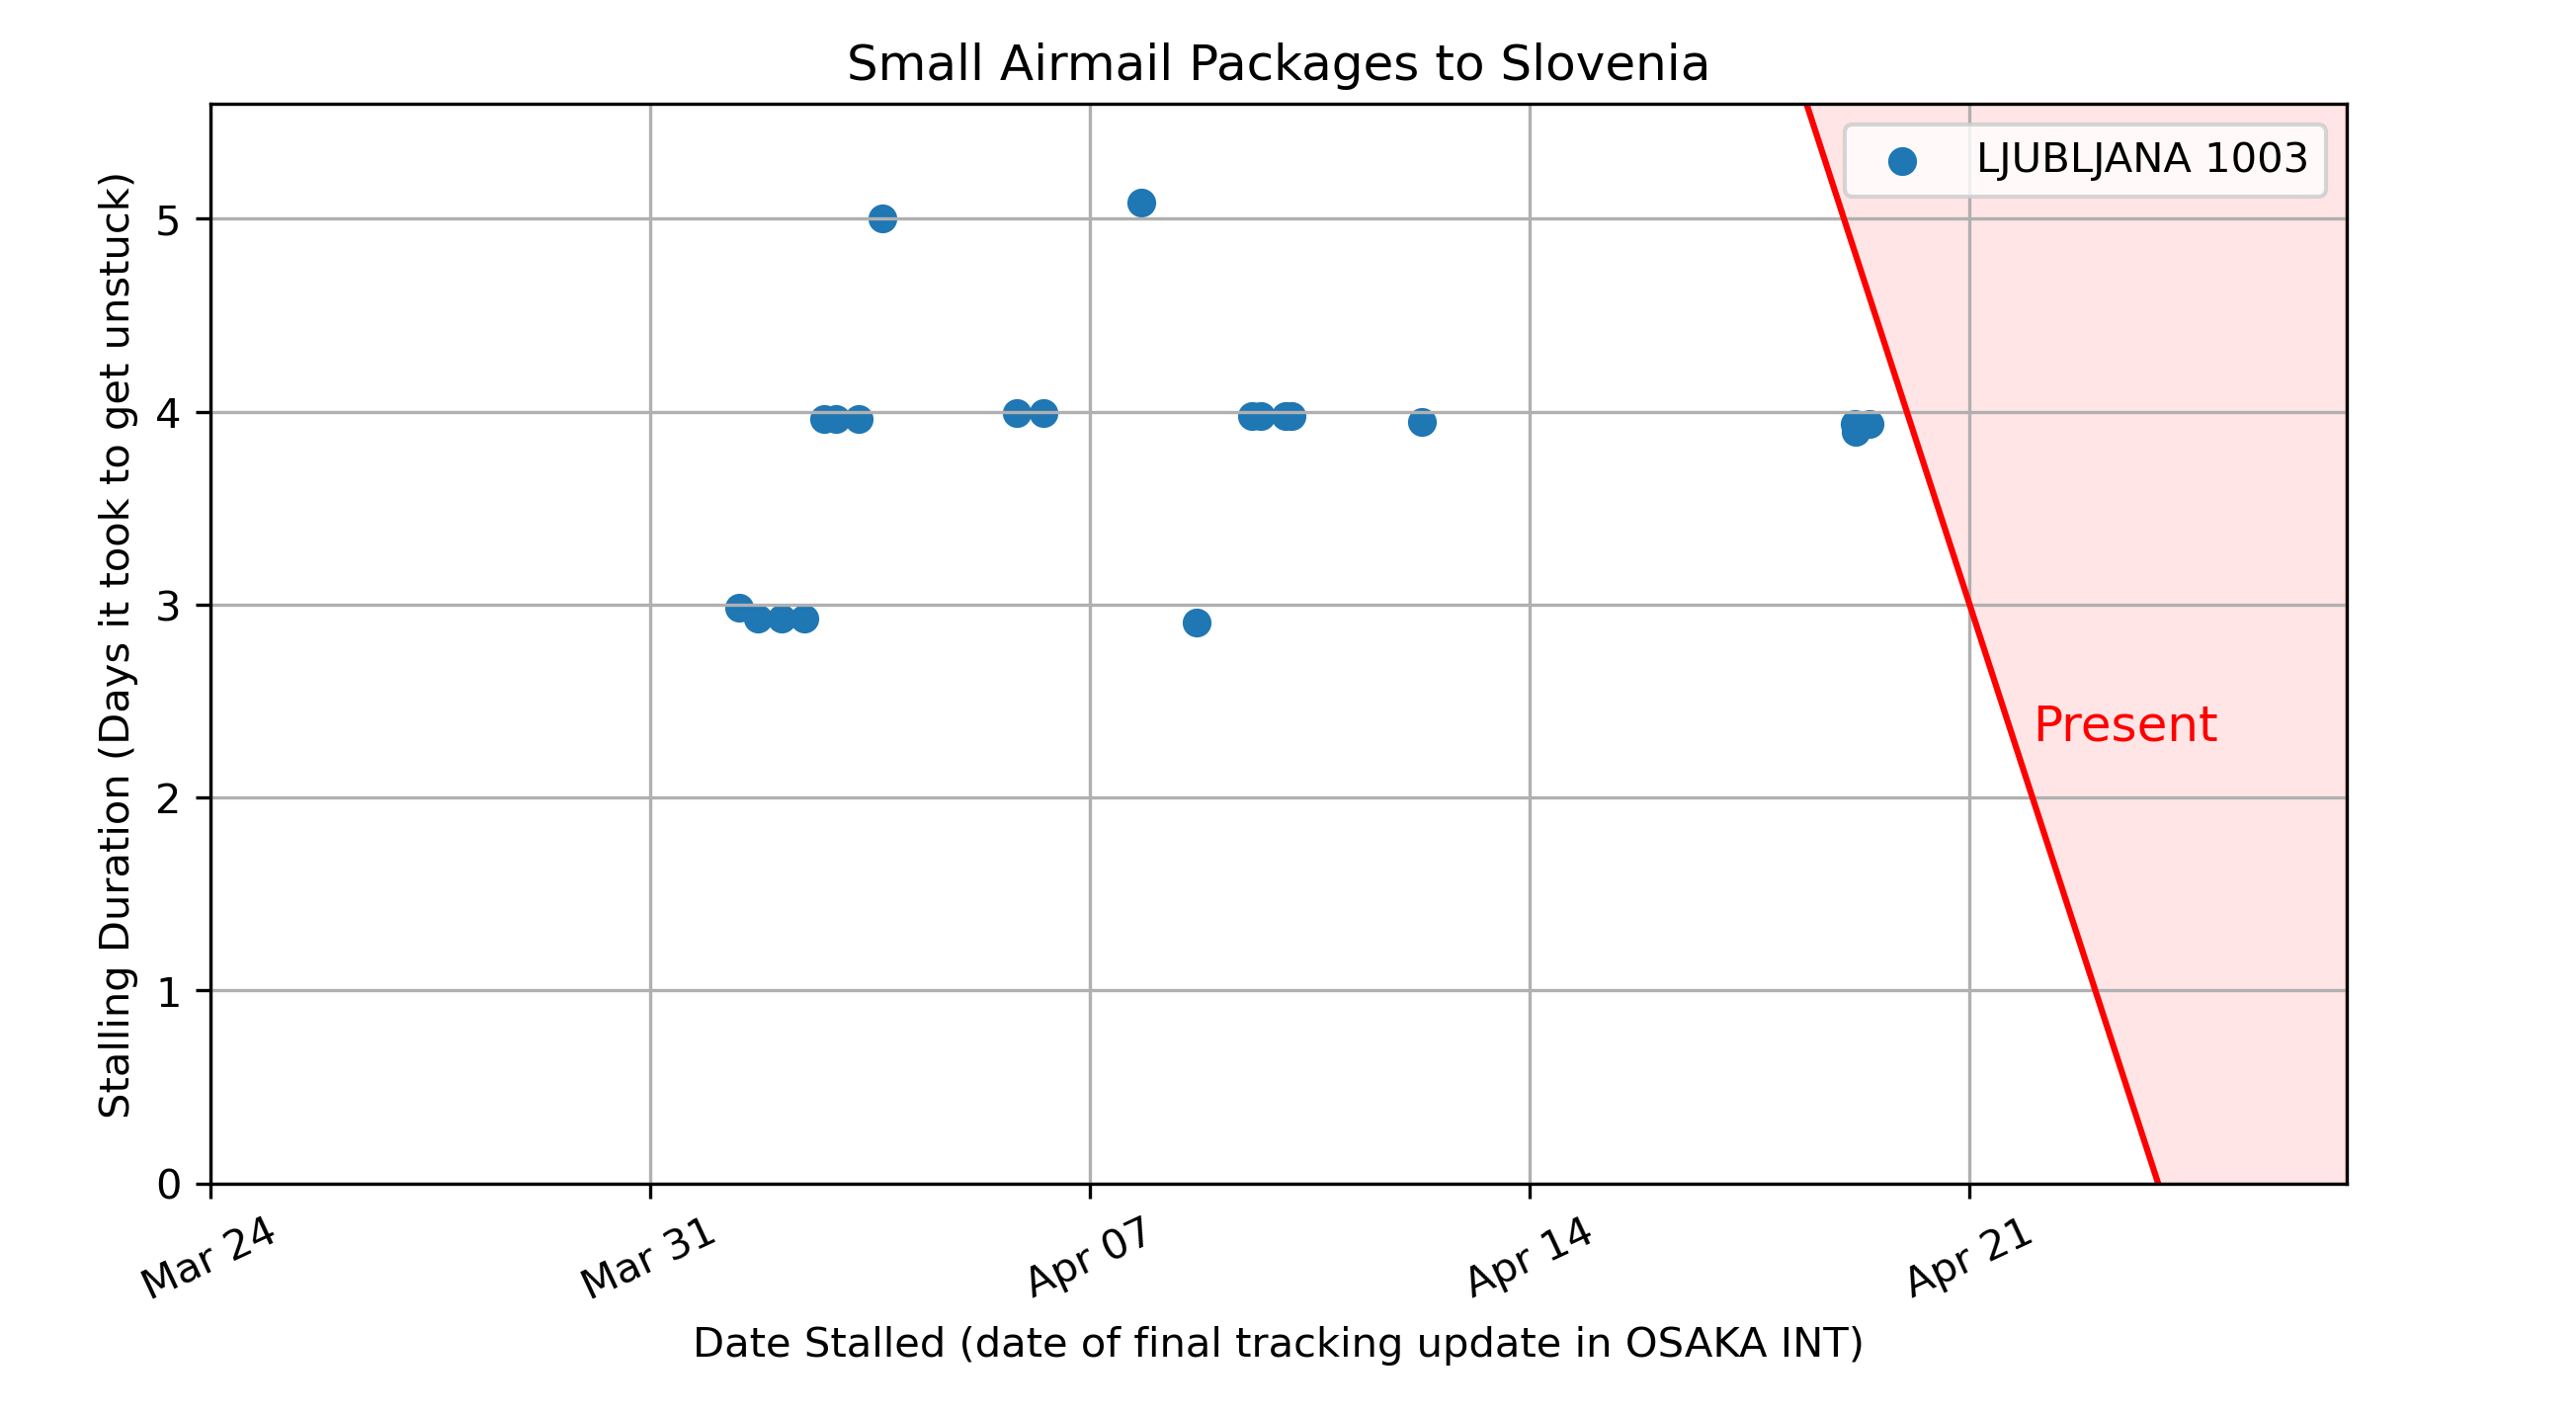 Small Airmail Packages to Slovenia
LJUBLJANA 1003
Stalling Duration (Days it took to get unstuck)
5
4
3
2
1
0
Present
Mar 24
Mar 31
Apr 07
Apr 14
Apr 21
Date Stalled (date of final tracking update in OSAKA INT)